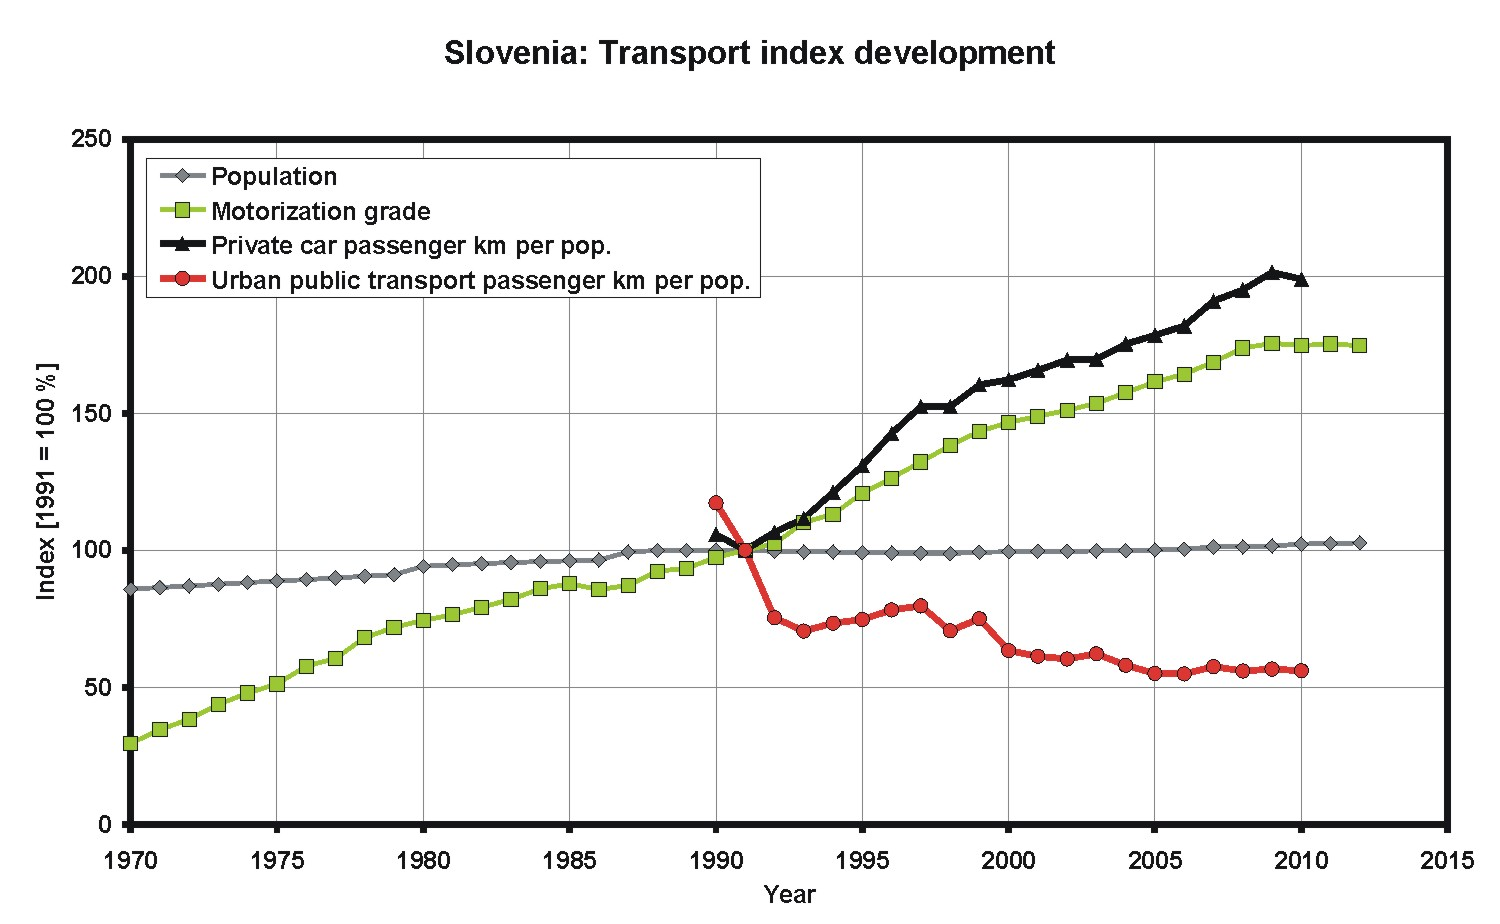 Slovenia: Transport index development
250
200
150
100
50
0
Index [1991 = 100 %]
Population
Motorization grade
Private car passenger km per pop.
Urban public transport passenger km per pop.
1970 1975 1980 1985 1990 1995 2000 2005 2010 2015
Year